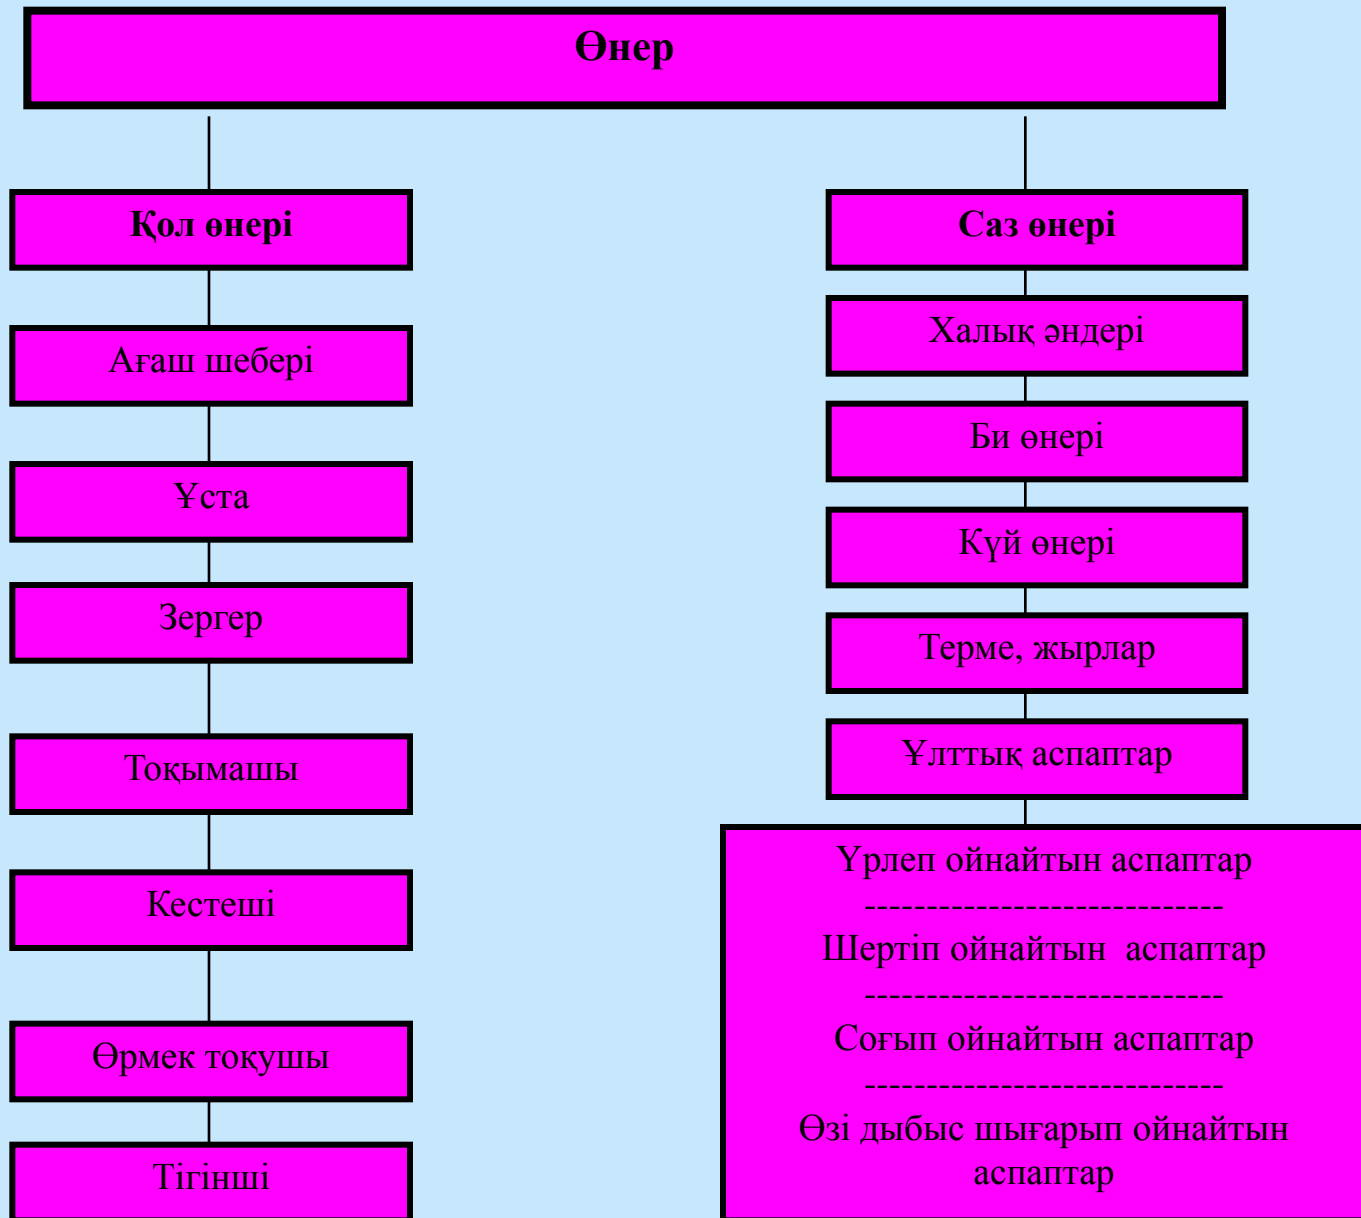 Өнер
Қол өнері
Ағаш шебері
Ұста
Зергер
Тоқымашы
Кестеші
Өрмек тоқушы
Тігінші
Саз өнері
Халық әндері
Би өнері
Күй өнері
Терме, жырлар
Ұлттық аспаптар
Үрлеп ойнайтын аспаптар
-----------------------------
Шертіп ойнайтын  аспаптар
-----------------------------
Соғып ойнайтын аспаптар
-----------------------------
Өзі дыбыс шығарып ойнайтын
аспаптар